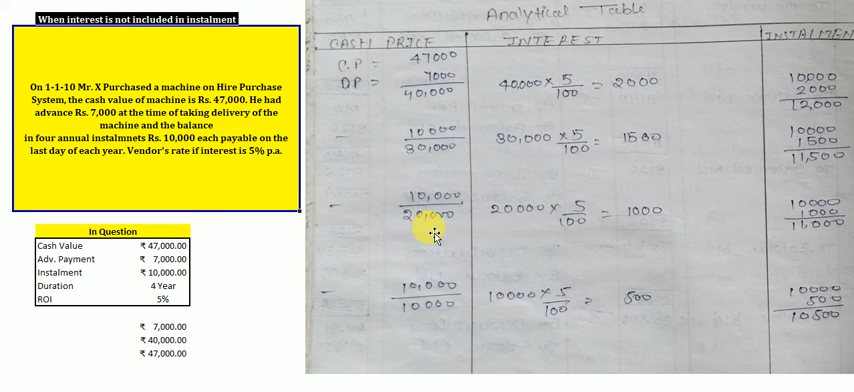 When interest is not included in instalment
On 1-1-10 Mr. X Purchased a machine on Hire Purchase
System, the cash value of machine is Rs. 47,000. He had
advance Rs. 7,000 at the time of taking delivery of the
machine and the balance
in four annual instalmnets Rs. 10,000 each payable on the
last day of each year. Vendor's rate if interest is 5% p.a.
In Question
Cash Value ₹ 47,000.00
Adv. Payment ₹ 7,000.00
Instalment ₹ 10,000.00
Duration 4 Year
ROI 5%
₹ 7,000.00
₹ 40,000.00
₹ 47,000.00
Analytical Table
CASH PRICE INTEREST INSTALMEN
C.P = 47000
DP = 7000
40,000
40,000 × 5/100 = 2000
10000
2000
12,000
- 10000
30,000
30,000 × 5/100 = 1500
10000
1500
11,500
- 10,000
20,000
20000 × 5/100 = 1000
10000
1000
11,000
- 10,000
10000
10000 × 5/100 = 500
10000
500
10500